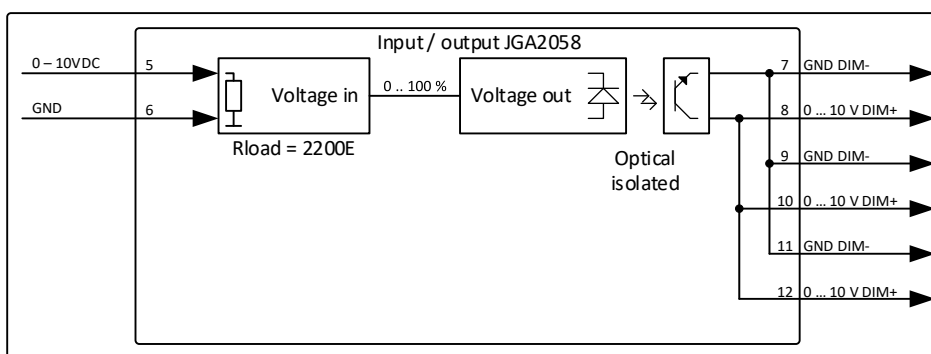 Input / output JGA2058
0 – 10VDC 5
GND 6
Voltage in
0 .. 100 %
Voltage out
Rload = 2200E
Optical
isolated
7 GND DIM-
8 0 ... 10 V DIM+
9 GND DIM-
10 0 ... 10 V DIM+
11 GND DIM-
12 0 ... 10 V DIM+